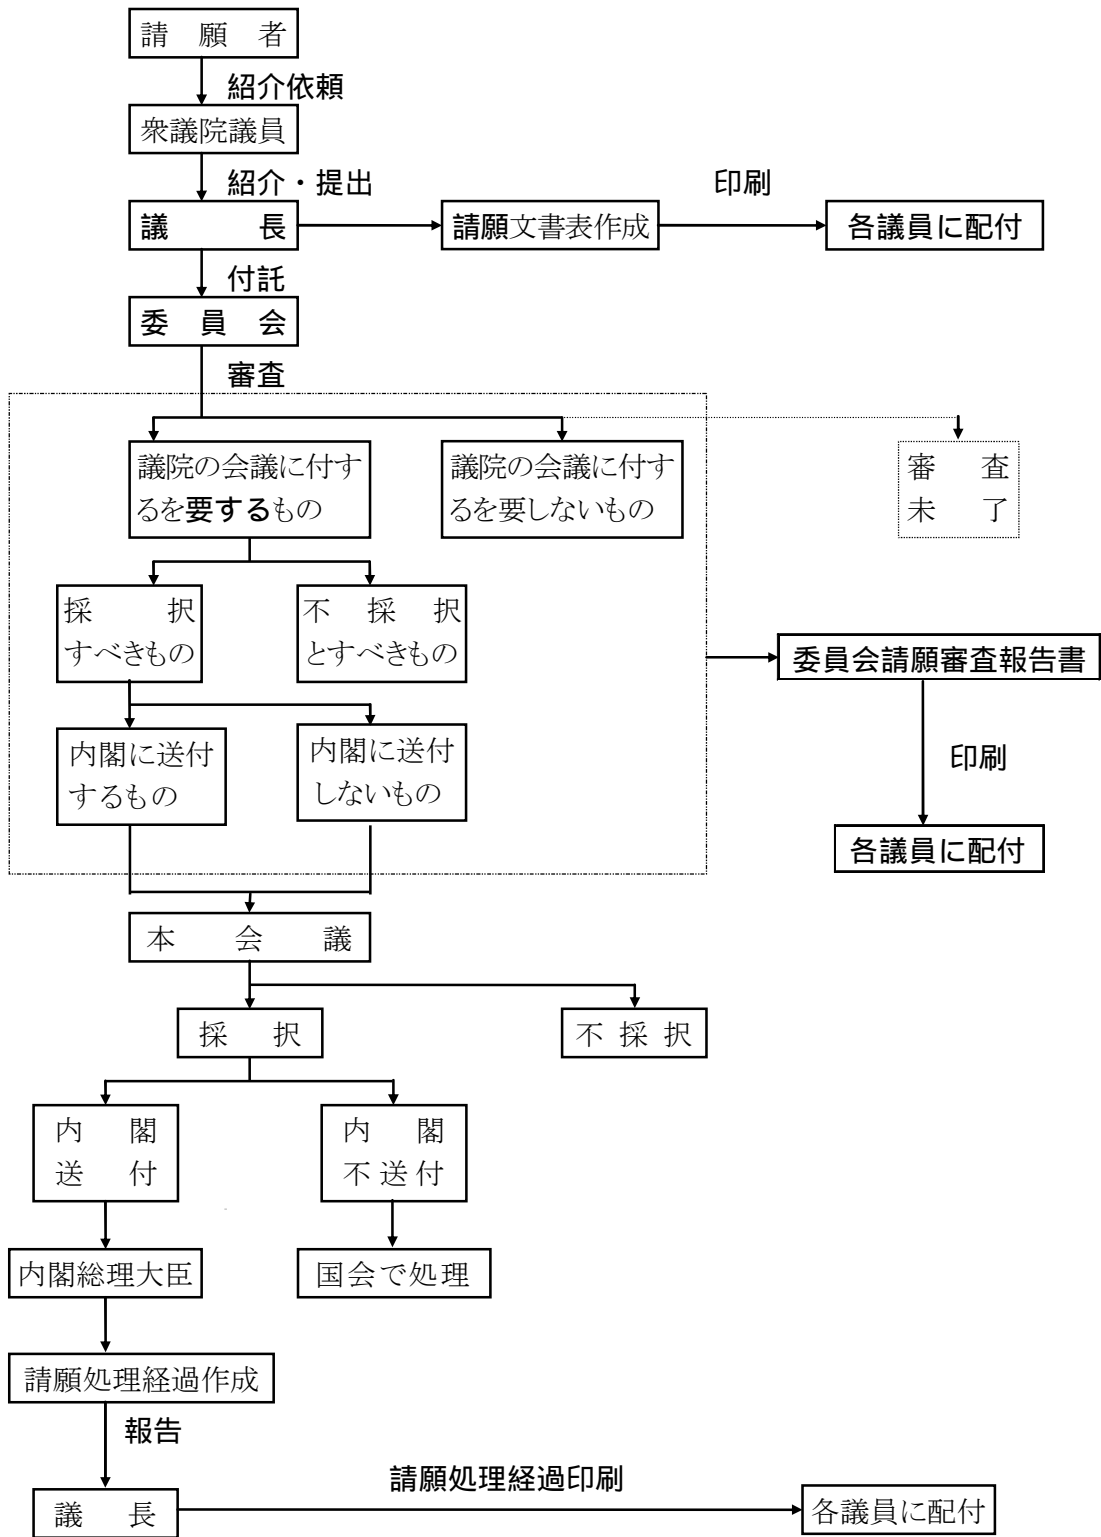 請願者
紹介依頼
衆議院議員
紹介・提出
印刷
議長
請願文書表作成
各議員に配付
付託
委員会
審査
議院の会議に付す
るを要するもの
議院の会議に付す
るを要しないもの
審査
未了
採択
すべきもの
不採択
とすべきもの
委員会請願審査報告書
内閣に送付
するもの
内閣に送付
しないもの
印刷
各議員に配付
本会議
採択
不採択
内閣
送付
内閣
不送付
内閣総理大臣
国会で処理
請願処理経過作成
報告
請願処理経過印刷
議長
各議員に配付